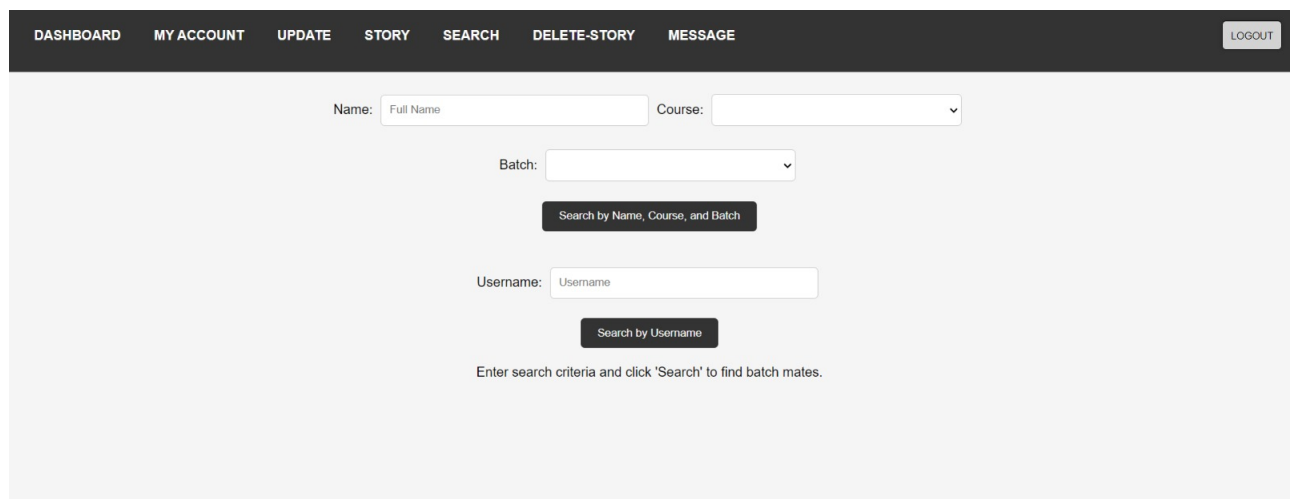 DASHBOARD MY ACCOUNT UPDATE STORY SEARCH DELETE-STORY MESSAGE LOGOUT
Name: Full Name Course:
Batch:
Search by Name, Course, and Batch
Username: Username
Search by Username
Enter search criteria and click 'Search' to find batch mates.